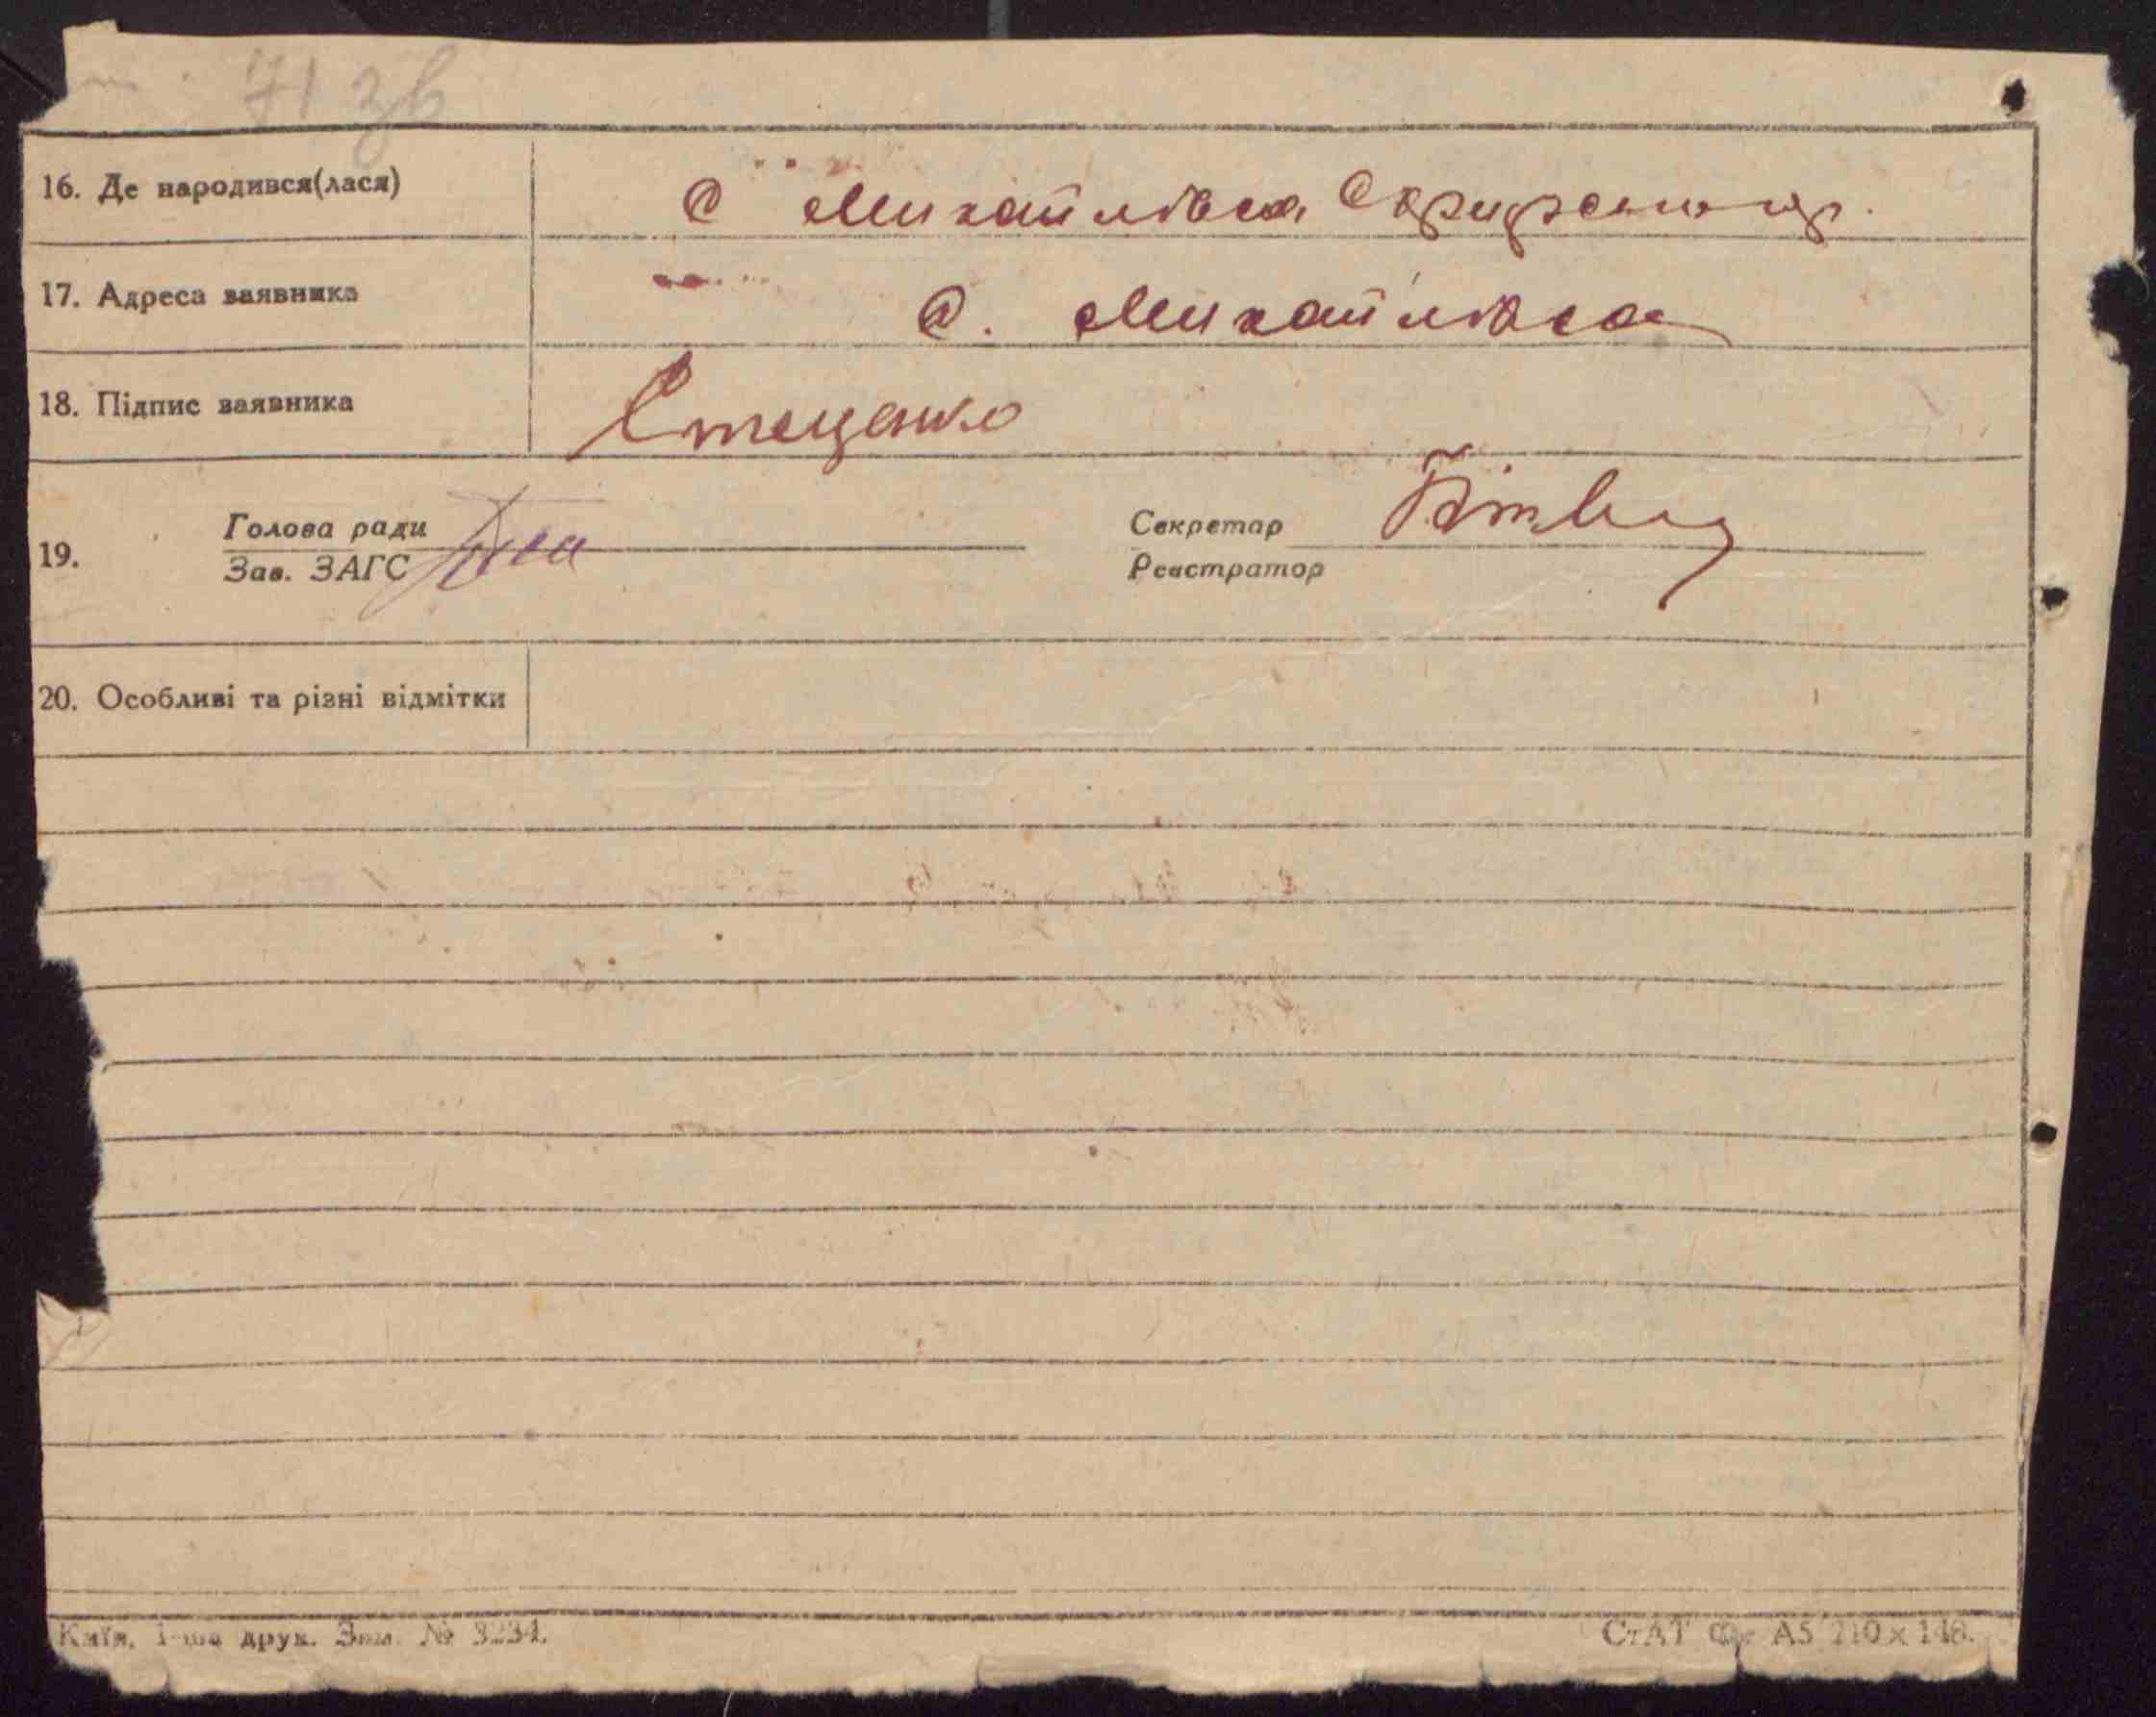 71 зв
16. Де народився(лася) С Михайлівка Сквирського р.
17. Адреса заявника с. Михайлівка
18. Підпис заявника Стеценко
19. Голова ради
Зав. ЗАГС
Секретар
Реєстратор
20. Особливі та різні відмітки
Київ, 1-ша друк. Зам. № 3234.
СтАТ Ф. А5 210×148.